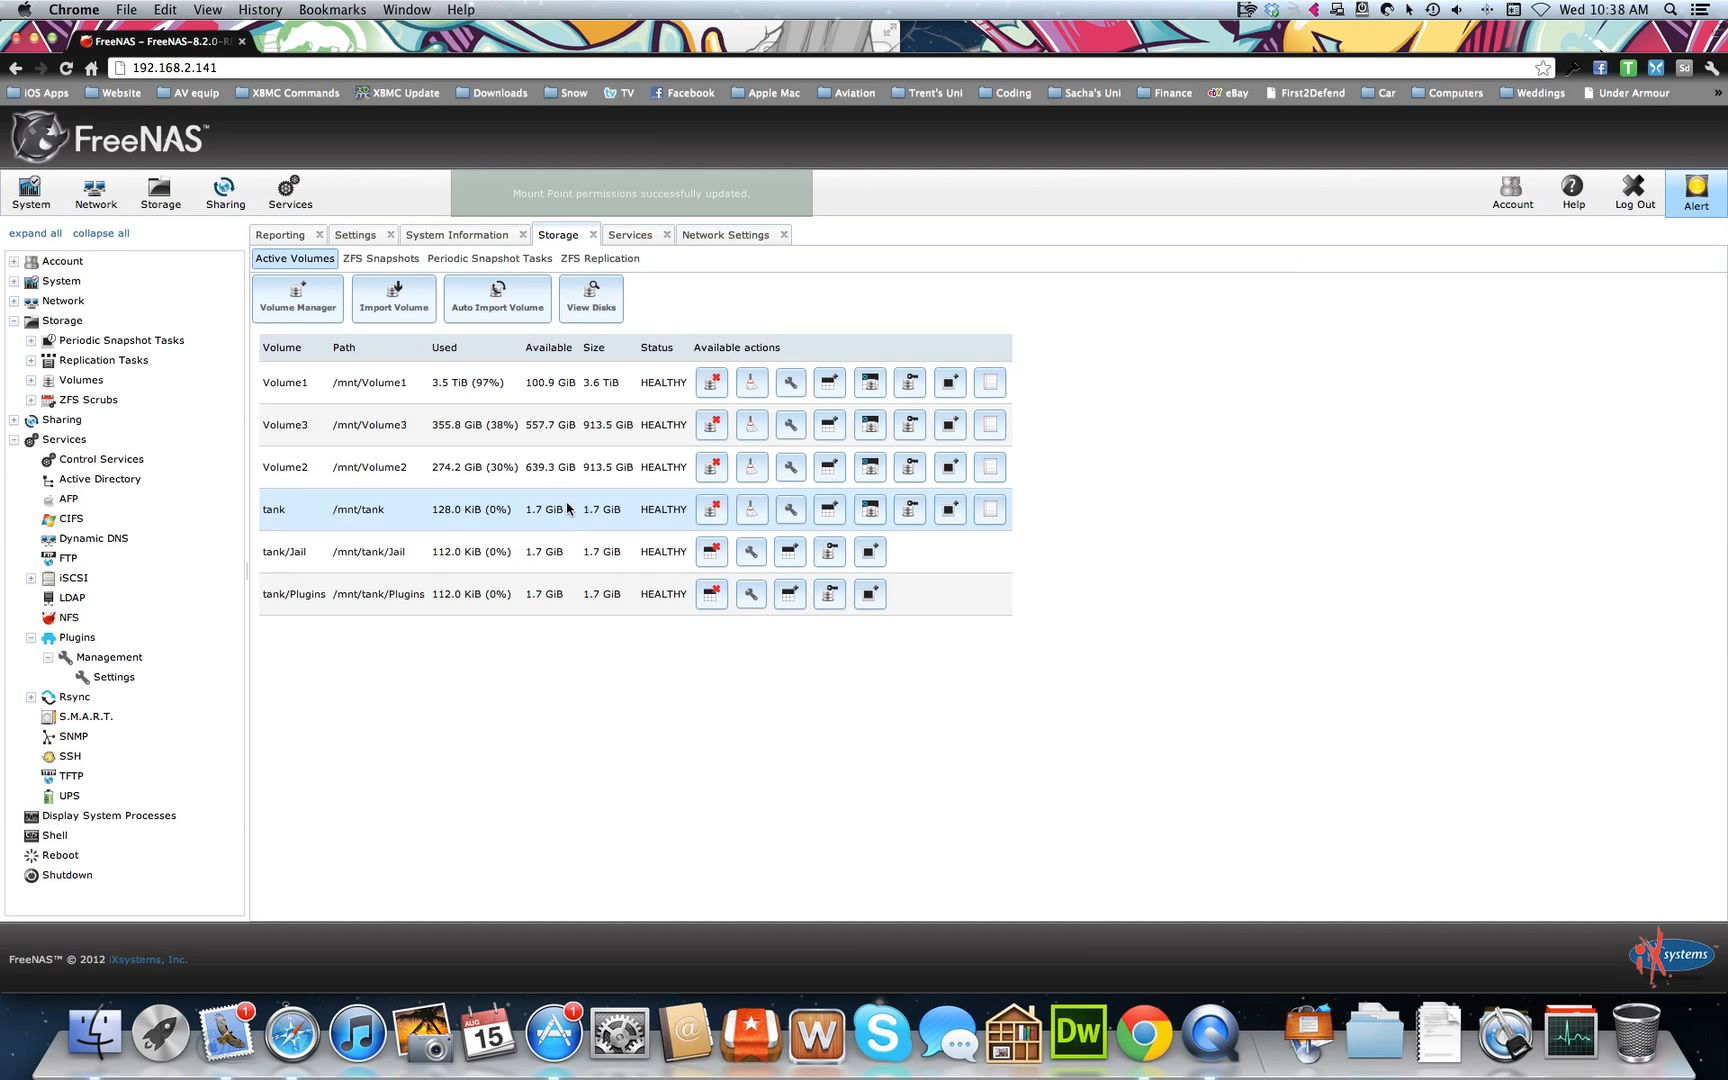 Chrome File Edit View History Bookmarks Window Help Wed 10:38 AM
FreeNAS – FreeNAS-8.2.0-R
192.168.2.141
IOS Apps Website AV equip XBMC Commands XBMC Update Downloads Snow TV Facebook Apple Mac Aviation Trent's Uni Coding Sacha's Uni Finance eBay First2Defend Car Computers Weddings Under Armour »
FreeNAS™
System Network Storage Sharing Services
Mount Point permissions successfully updated.
Account Help Log Out Alert
expand all collapse all
Account
System
Network
Storage
Periodic Snapshot Tasks
Replication Tasks
Volumes
ZFS Scrubs
Sharing
Services
Control Services
Active Directory
AFP
CIFS
Dynamic DNS
FTP
iSCSI
LDAP
NFS
Plugins
Management
Settings
Rsync
S.M.A.R.T.
SNMP
SSH
TFTP
UPS
Display System Processes
Shell
Reboot
Shutdown
Reporting Settings System Information Storage Services Network Settings
Active Volumes ZFS Snapshots Periodic Snapshot Tasks ZFS Replication
Volume Manager Import Volume Auto Import Volume View Disks
Volume Path Used Available Size Status Available actions
Volume1 /mnt/Volume1 3.5 TiB (97%) 100.9 GiB 3.6 TiB HEALTHY
Volume3 /mnt/Volume3 355.8 GiB (38%) 557.7 GiB 913.5 GiB HEALTHY
Volume2 /mnt/Volume2 274.2 GiB (30%) 639.3 GiB 913.5 GiB HEALTHY
tank /mnt/tank 128.0 KiB (0%) 1.7 GiB 1.7 GiB HEALTHY
tank/Jail /mnt/tank/Jail 112.0 KiB (0%) 1.7 GiB 1.7 GiB HEALTHY
tank/Plugins /mnt/tank/Plugins 112.0 KiB (0%) 1.7 GiB 1.7 GiB HEALTHY
FreeNAS™ © 2012 iXsystems, Inc.
iXsystems
1
AUG
15
1
W
S
Dw